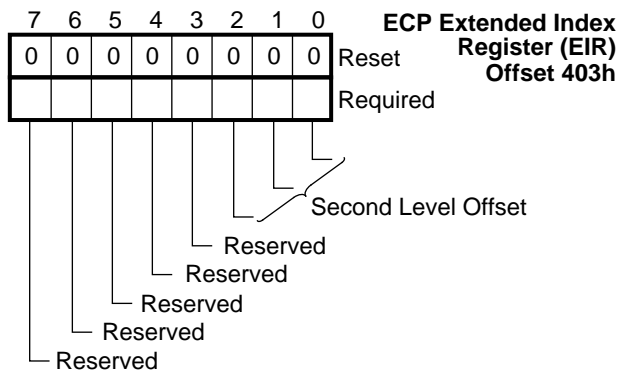 7 6 5 4 3 2 1 0
ECP Extended Index
Register (EIR)
Offset 403h
0 0 0 0 0 0 0 0 Reset
Required
Second Level Offset
Reserved
Reserved
Reserved
Reserved
Reserved